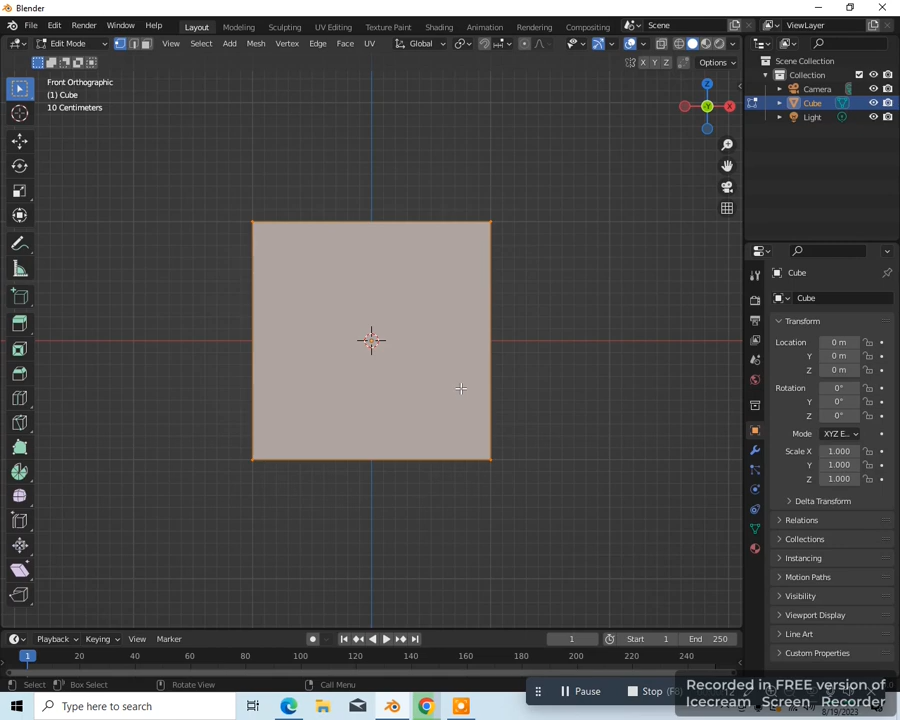 Blender
File Edit Render Window Help Layout Modeling Sculpting UV Editing Texture Paint Shading Animation Rendering Compositing Scene ViewLayer
Edit Mode View Select Add Mesh Vertex Edge Face UV Global
X Y Z Options
Front Orthographic
(1) Cube
10 Centimeters
Z
Y X
Scene Collection
Collection
Camera
Cube
Light
Cube
Cube
Transform
Location 0 m
Y 0 m
Z 0 m
Rotation 0°
Y 0°
Z 0°
Mode XYZ E...
Scale X 1.000
Y 1.000
Z 1.000
Delta Transform
Relations
Collections
Instancing
Motion Paths
Visibility
Viewport Display
Line Art
Custom Properties
Playback Keying View Marker 1 Start 1 End 250
1 20 40 60 80 100 120 140 160 180 200 220 240
Select Box Select Rotate View Call Menu
Type here to search
Pause Stop (F8)
Recorded in FREE version of
Icecream Screen Recorder